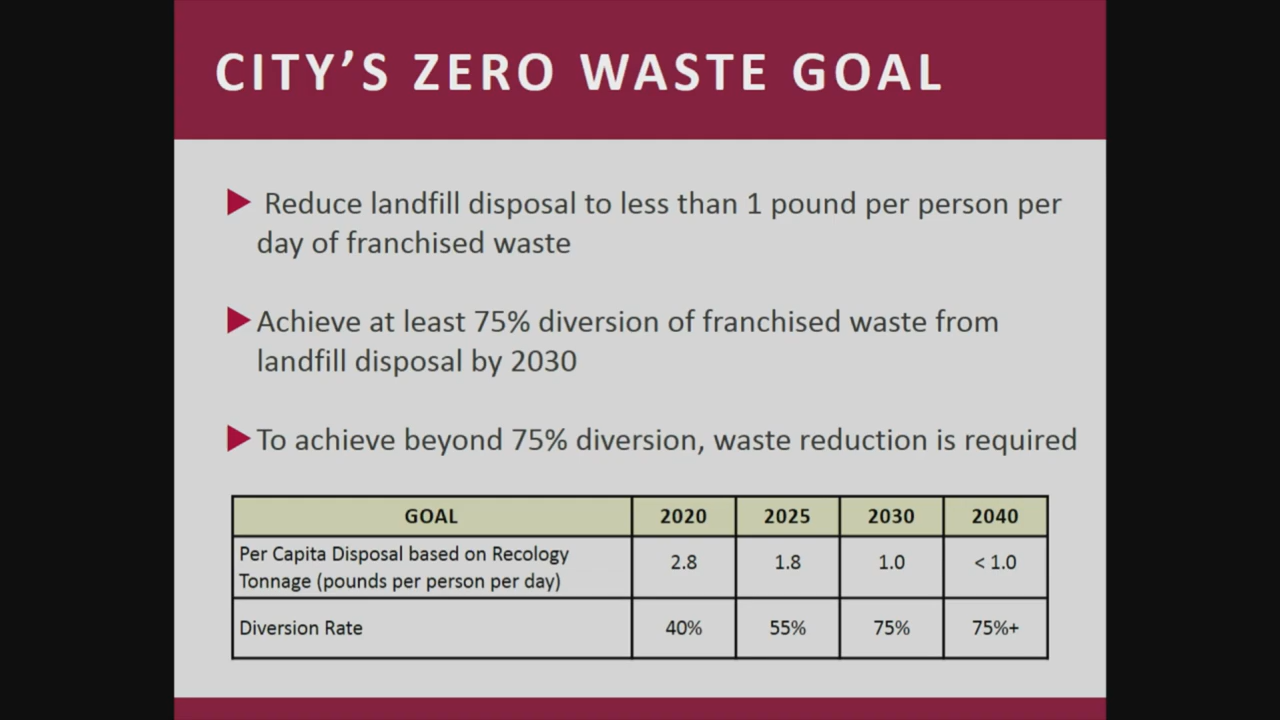 CITY'S ZERO WASTE GOAL
Reduce landfill disposal to less than 1 pound per person per
day of franchised waste
Achieve at least 75% diversion of franchised waste from
landfill disposal by 2030
To achieve beyond 75% diversion, waste reduction is required
GOAL 2020 2025 2030 2040
Per Capita Disposal based on Recology
Tonnage (pounds per person per day) 2.8 1.8 1.0 < 1.0
Diversion Rate 40% 55% 75% 75%+